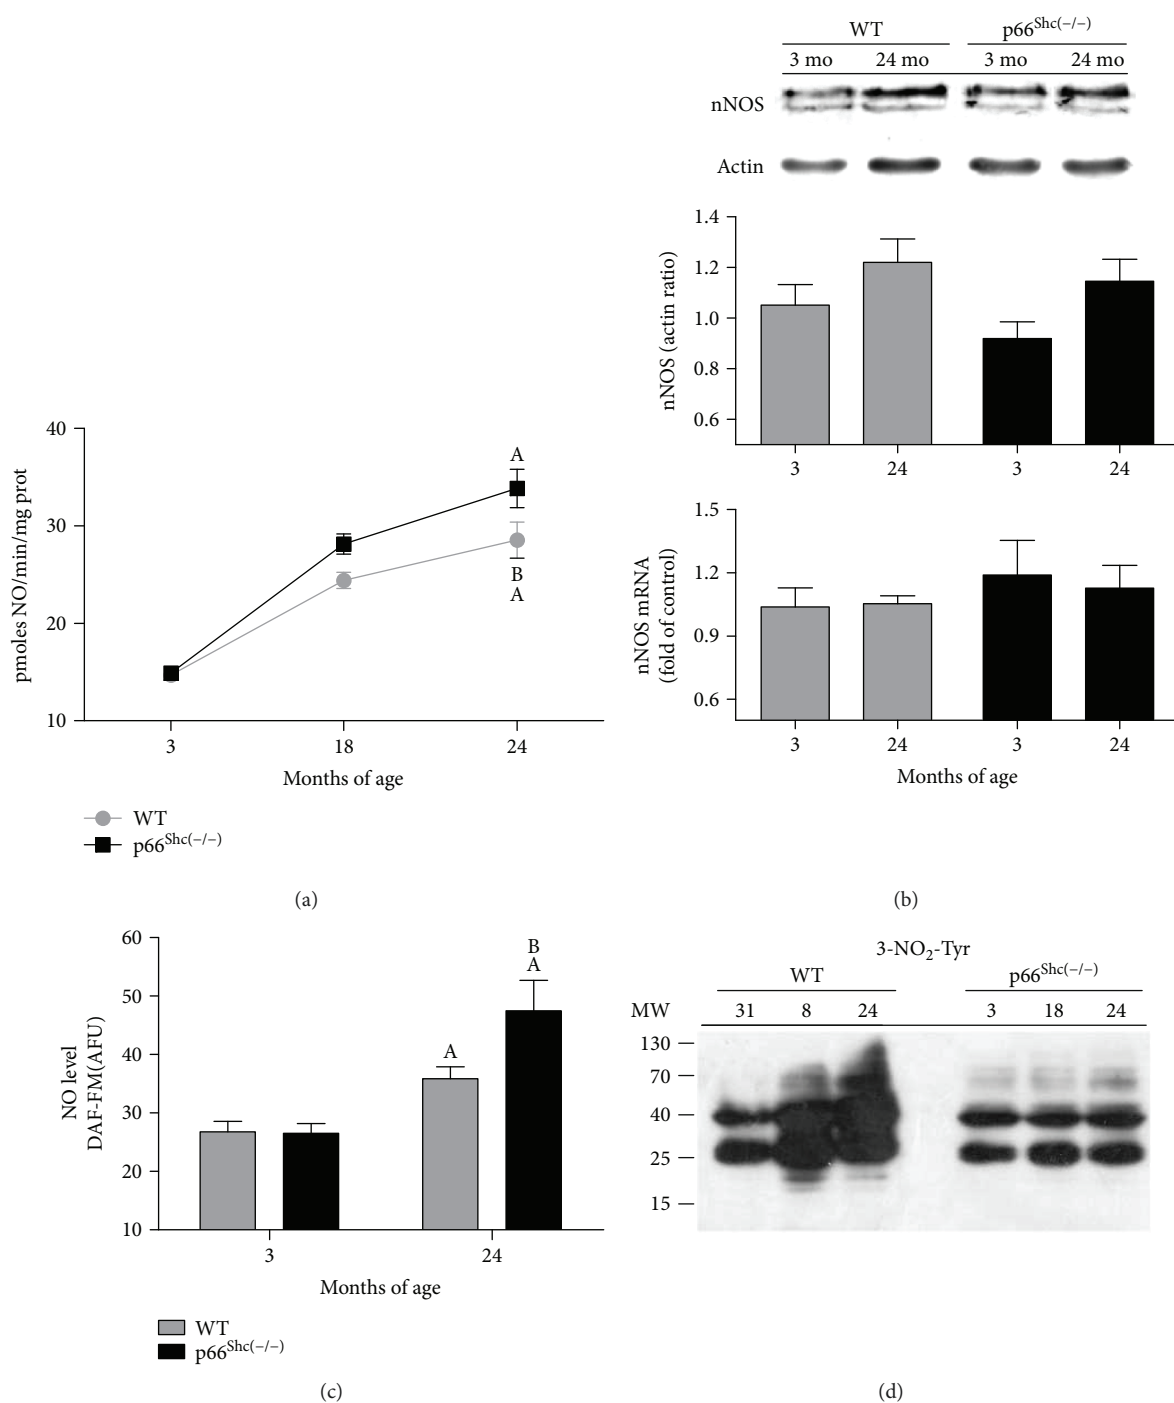 WT p66Shc(−/−)
3 mo 24 mo 3 mo 24 mo
nNOS
Actin
nNOS (actin ratio)
1.4
1.2
1.0
0.8
0.6
3 24 3 24
nNOS mRNA
(fold of control)
1.5
1.2
0.9
0.6
3 24 3 24
Months of age
pmoles NO/min/mg prot
40
30
20
10
A
B
A
3 18 24
Months of age
WT
p66Shc(−/−)
(a)
(b)
NO level
DAF-FM(AFU)
60
50
40
30
20
10
A
B
A
3 24
Months of age
WT
p66Shc(−/−)
(c)
3-NO2-Tyr
WT p66Shc(−/−)
MW 31 8 24 3 18 24
130
70
40
25
15
(d)